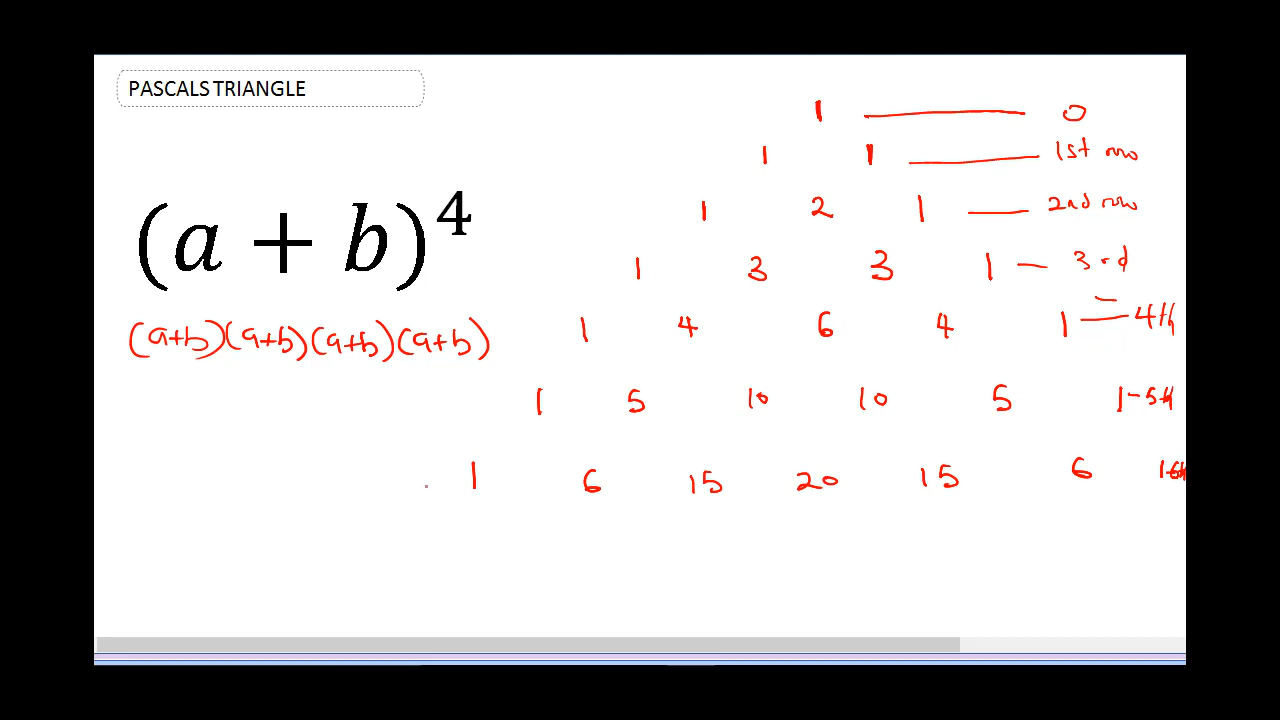 PASCALS TRIANGLE
(a + b)^4
(a+b)(a+b)(a+b)(a+b)
1 — 0
1 1 — 1st row
1 2 1 — 2nd row
1 3 3 1 — 3rd
1 4 6 4 1 — 4th
1 5 10 10 5 1 - 5th
1 6 15 20 15 6 1 - 6th